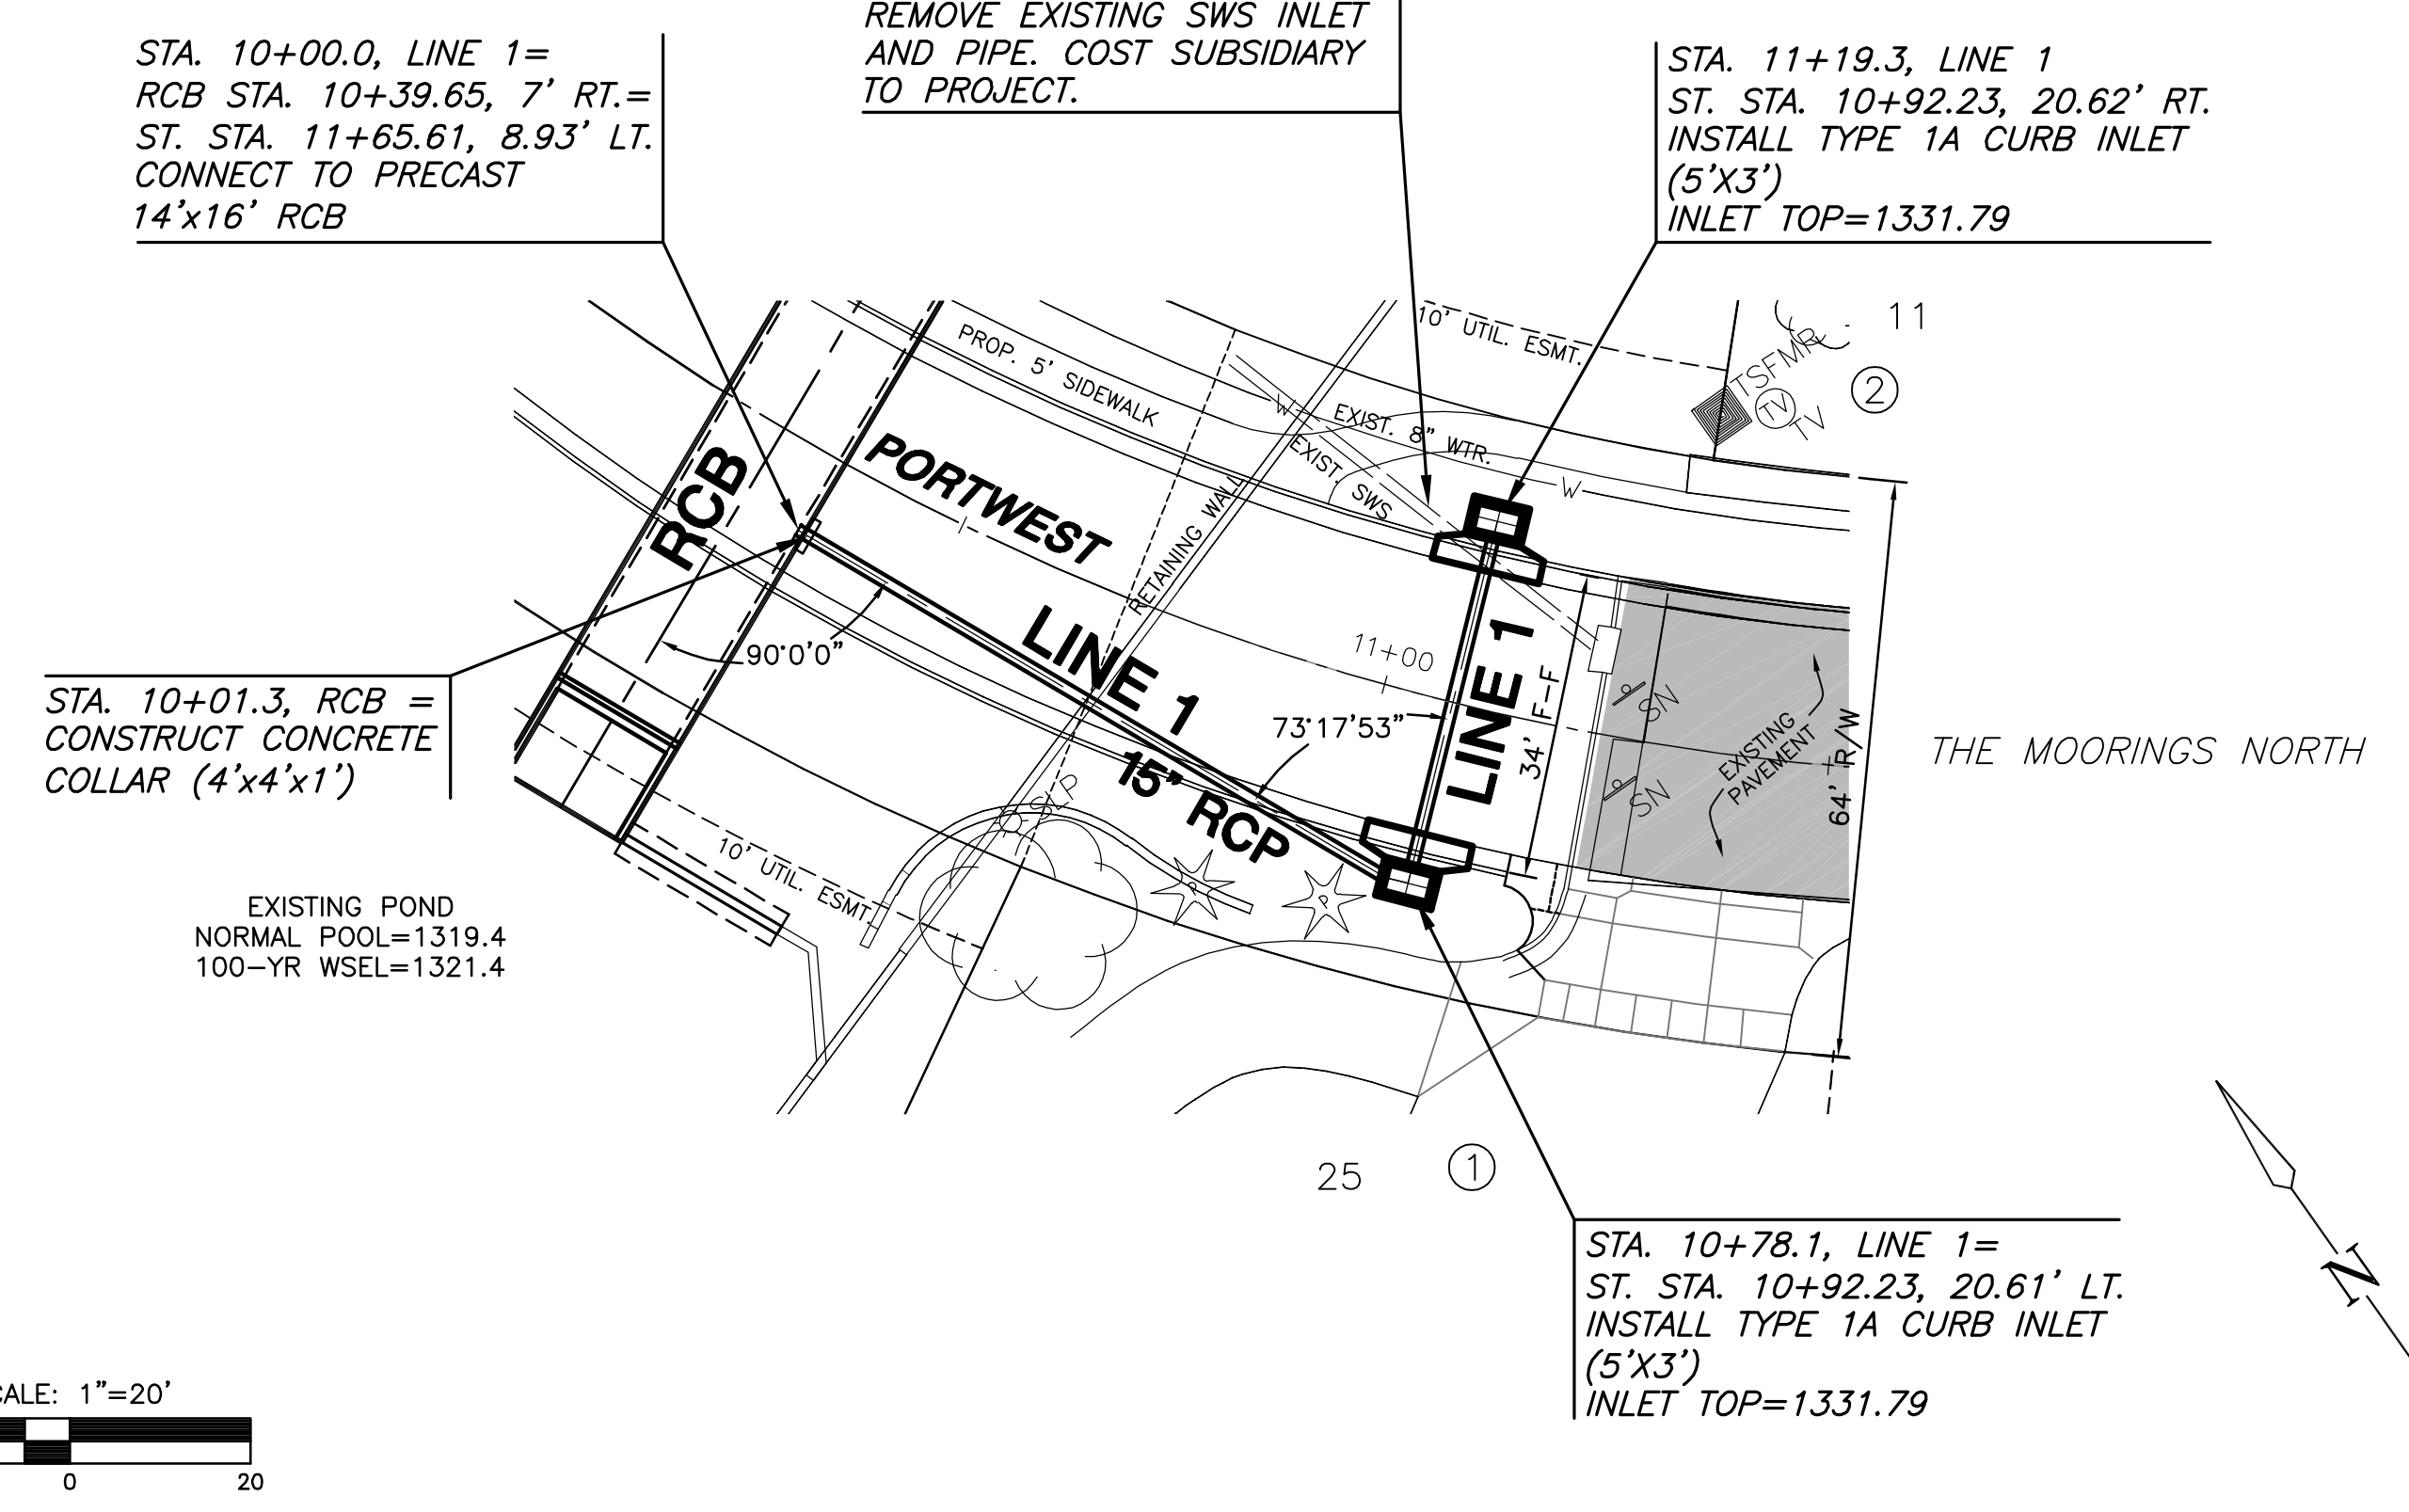 STA. 10+00.0, LINE 1=
RCB STA. 10+39.65, 7' RT.=
ST. STA. 11+65.61, 8.93' LT.
CONNECT TO PRECAST
14'x16' RCB
REMOVE EXISTING SWS INLET
AND PIPE. COST SUBSIDIARY
TO PROJECT.
STA. 11+19.3, LINE 1
ST. STA. 10+92.23, 20.62' RT.
INSTALL TYPE 1A CURB INLET
(5'X3')
INLET TOP=1331.79
10' UTIL. ESMT.
11
TSFMR
2
TV
TV
PROP. 5' SIDEWALK
W
EXIST. 8" WTR.
W
EXIST. SWS
RCB
PORTWEST
RETAINING WALL
90°0'0"
LINE 1
15" RCP
11+00
73°17'53"
LINE 1
34' F-F
SN
SN
EXISTING
PAVEMENT
64' R/W
THE MOORINGS NORTH
STA. 10+01.3, RCB =
CONSTRUCT CONCRETE
COLLAR (4'x4'x1')
10' UTIL. ESMT.
P
P
EXISTING POND
NORMAL POOL=1319.4
100-YR WSEL=1321.4
25
1
STA. 10+78.1, LINE 1=
ST. STA. 10+92.23, 20.61' LT.
INSTALL TYPE 1A CURB INLET
(5'X3')
INLET TOP=1331.79
N
CALE: 1"=20'
0 20